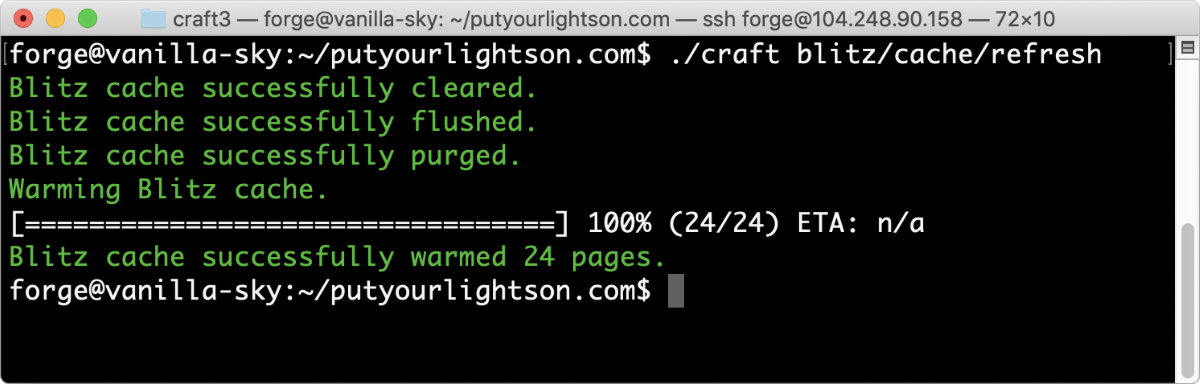 craft3 — forge@vanilla-sky: ~/putyourlightson.com — ssh forge@104.248.90.158 — 72×10
[forge@vanilla-sky:~/putyourlightson.com$ ./craft blitz/cache/refresh ]
Blitz cache successfully cleared.
Blitz cache successfully flushed.
Blitz cache successfully purged.
Warming Blitz cache.
[=================================] 100% (24/24) ETA: n/a
Blitz cache successfully warmed 24 pages.
forge@vanilla-sky:~/putyourlightson.com$